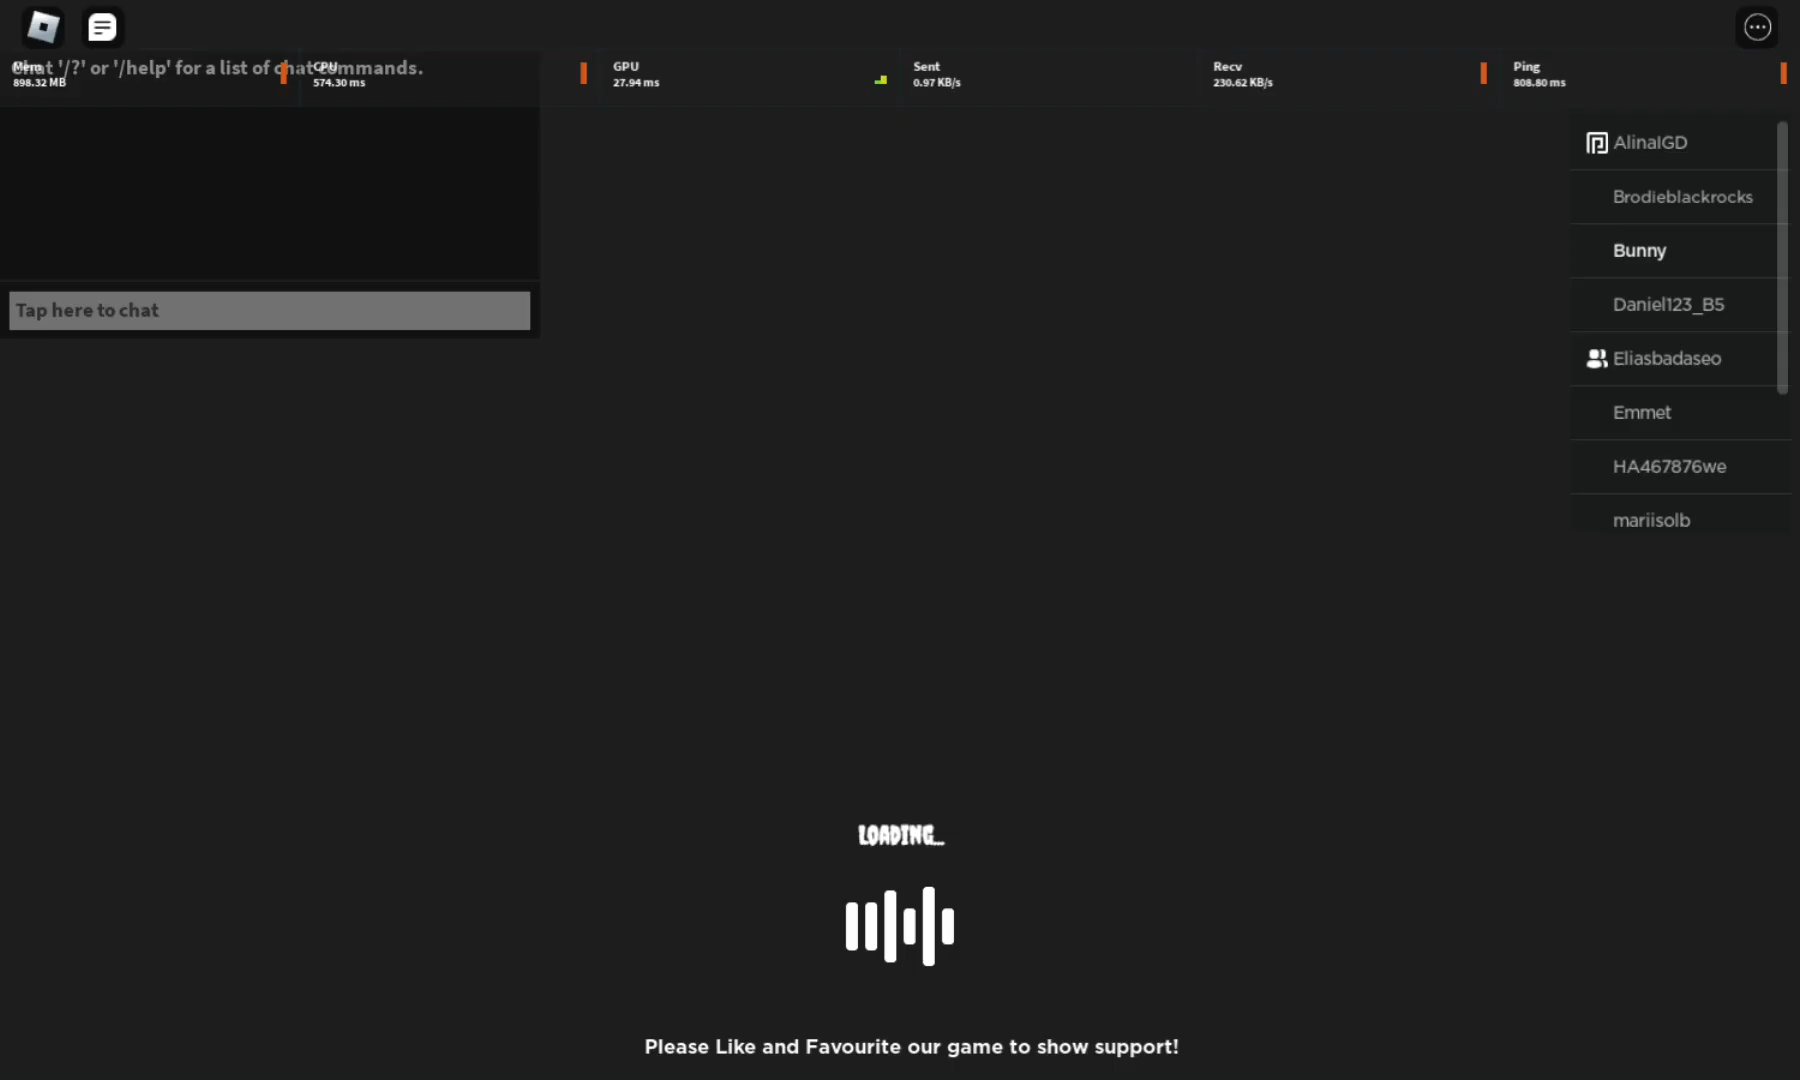 Chat '/?' or '/help' for a list of chat commands.
Mem
898.32 MB
CPU
574.30 ms
GPU
27.94 ms
Sent
0.97 KB/s
Recv
230.62 KB/s
Ping
808.80 ms
Tap here to chat
AlinaIGD
Brodieblackrocks
Bunny
Daniel123_B5
Eliasbadaseo
Emmet
HA467876we
mariisolb
LOADING...
Please Like and Favourite our game to show support!